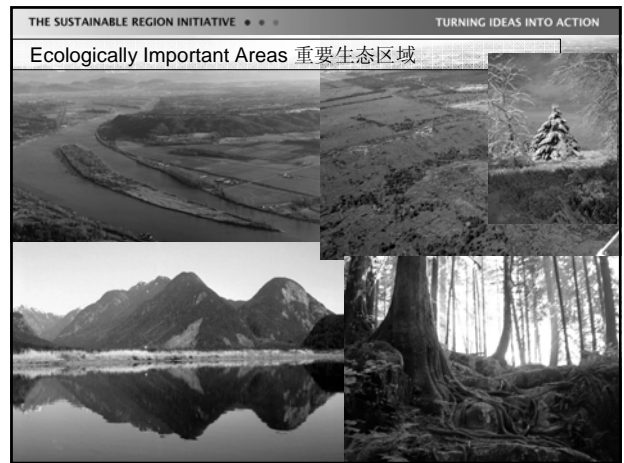 THE SUSTAINABLE REGION INITIATIVE
TURNING IDEAS INTO ACTION
Ecologically Important Areas 重要生态区域